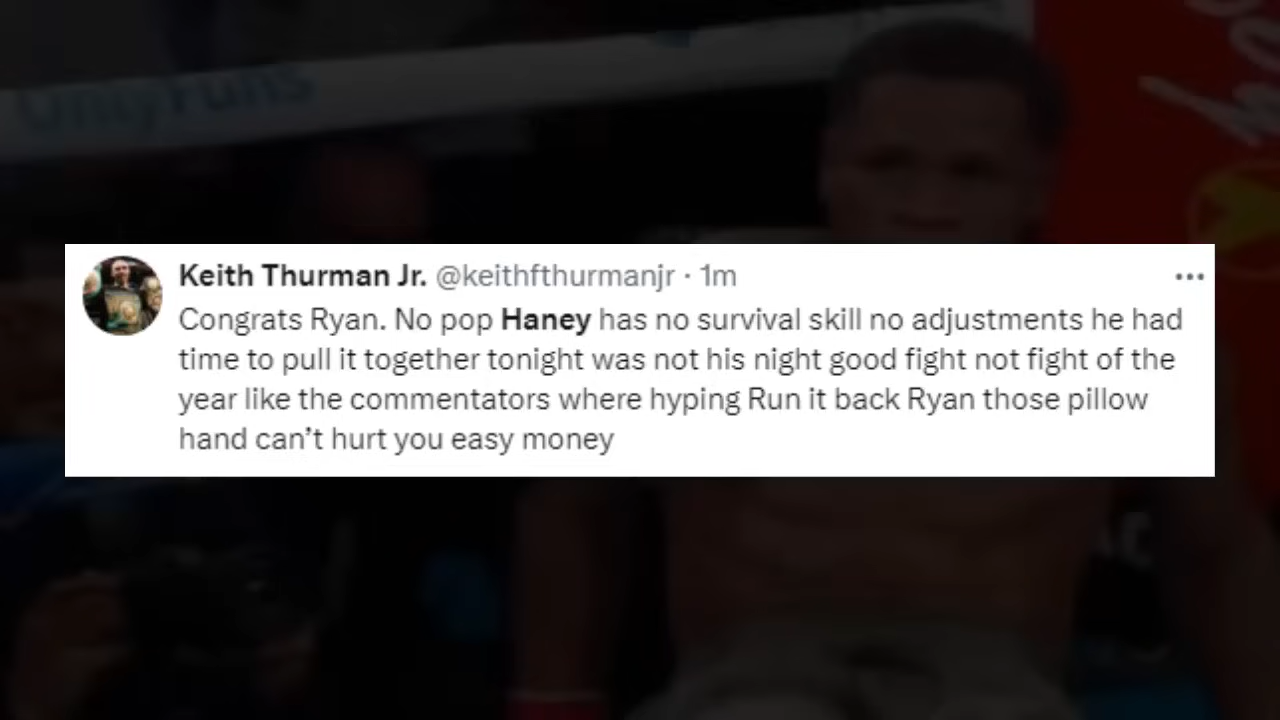 OnlyFans
Keith Thurman Jr. @keithfthurmanjr · 1m
Congrats Ryan. No pop Haney has no survival skill no adjustments he had
time to pull it together tonight was not his night good fight not fight of the
year like the commentators where hyping Run it back Ryan those pillow
hand can’t hurt you easy money